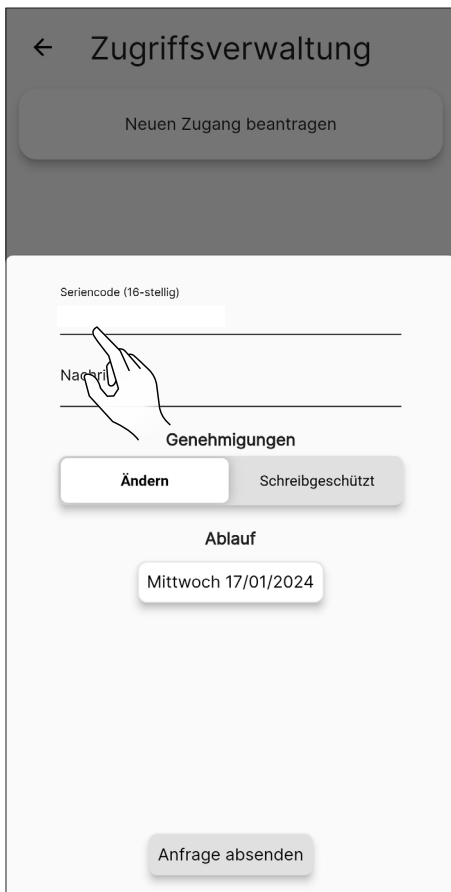 Zugriffsverwaltung
Neuen Zugang beantragen
Seriencode (16-stellig)
Genehmigungen
Ändern Schreibgeschützt
Ablauf
Mittwoch 17/01/2024
Anfrage absenden